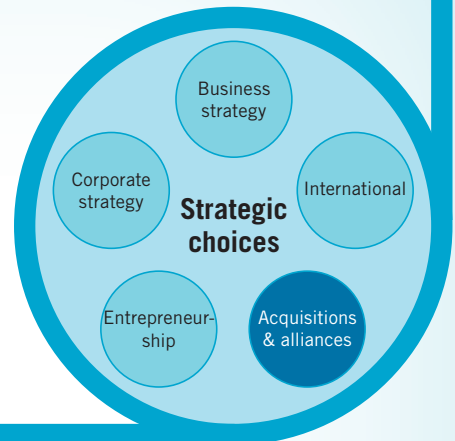 Business
strategy
Corporate
strategy
International
Strategic
choices
Entrepreneur-
ship
Acquisitions
& alliances